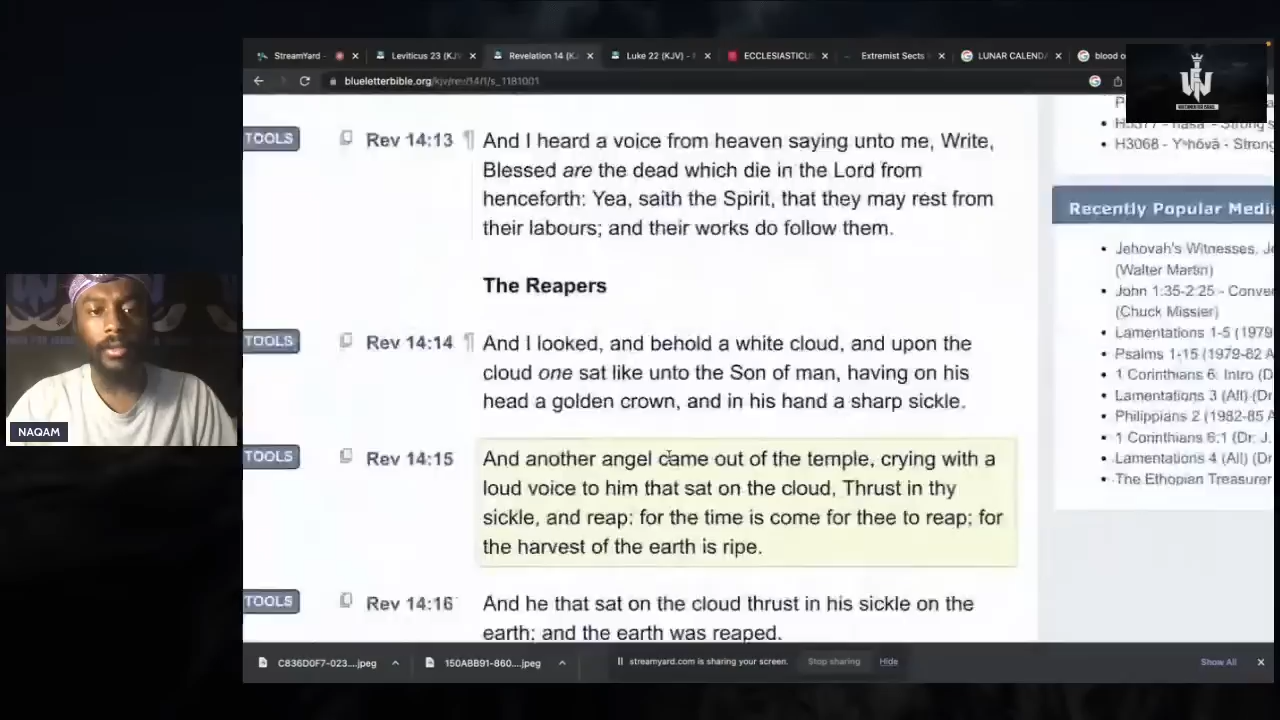 StreamYard -
Leviticus 23 (KJ
Revelation 14 (K
Luke 22 (KJV) -
ECCLESIASTICU
Extremist Sects
LUNAR CALEND
blood o
blueletterbible.org/kjv/rev/14/1/s_1181001
TOOLS
Rev 14:13
¶ And I heard a voice from heaven saying unto me, Write,
Blessed are the dead which die in the Lord from
henceforth: Yea, saith the Spirit, that they may rest from
their labours; and their works do follow them.
The Reapers
TOOLS
Rev 14:14
¶ And I looked, and behold a white cloud, and upon the
cloud one sat like unto the Son of man, having on his
head a golden crown, and in his hand a sharp sickle.
TOOLS
Rev 14:15
And another angel came out of the temple, crying with a
loud voice to him that sat on the cloud, Thrust in thy
sickle, and reap: for the time is come for thee to reap; for
the harvest of the earth is ripe.
TOOLS
Rev 14:16
And he that sat on the cloud thrust in his sickle on the
earth; and the earth was reaped.
H3068 - Yᵊhōvâ - Strong
Recently Popular Medi
Jehovah's Witnesses, J
(Walter Martin)
John 1:35-2:25 - Conve
(Chuck Missler)
Lamentations 1-5 (1979
Psalms 1-15 (1979-82 A
1 Corinthians 6: Intro (D
Lamentations 3 (All) (Dr
Philippians 2 (1982-85 A
1 Corinthians 6:1 (Dr. J.
Lamentations 4 (All) (Dr
The Ethopian Treasurer
NAQAM
C836D0F7-023....jpeg
150ABB91-860....jpeg
streamyard.com is sharing your screen.
Stop sharing
Hide
Show All